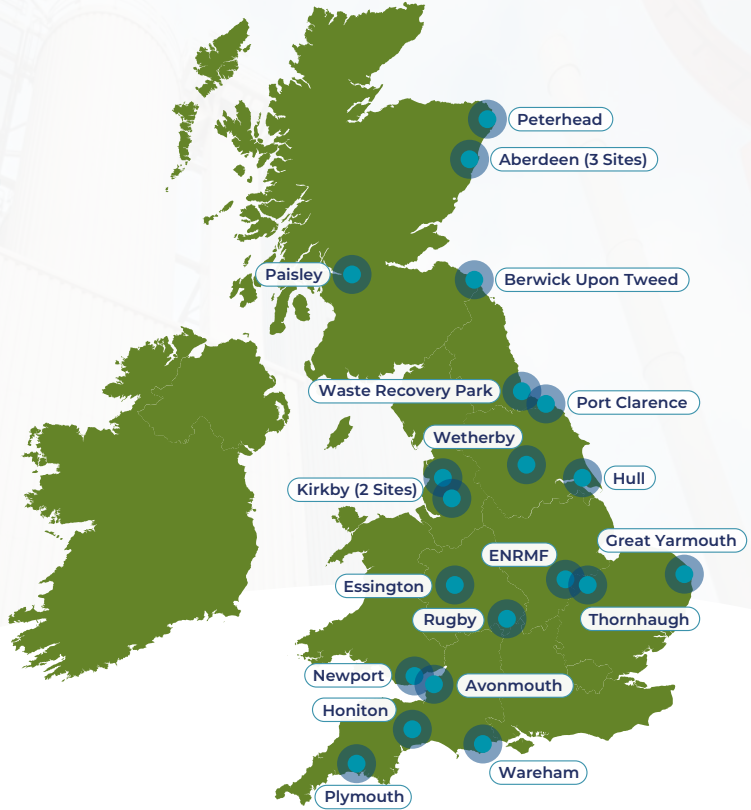 Peterhead
Aberdeen (3 Sites)
Paisley
Berwick Upon Tweed
Waste Recovery Park
Port Clarence
Wetherby
Hull
Kirkby (2 Sites)
Great Yarmouth
ENRMF
Essington
Thornhaugh
Rugby
Newport
Avonmouth
Honiton
Wareham
Plymouth